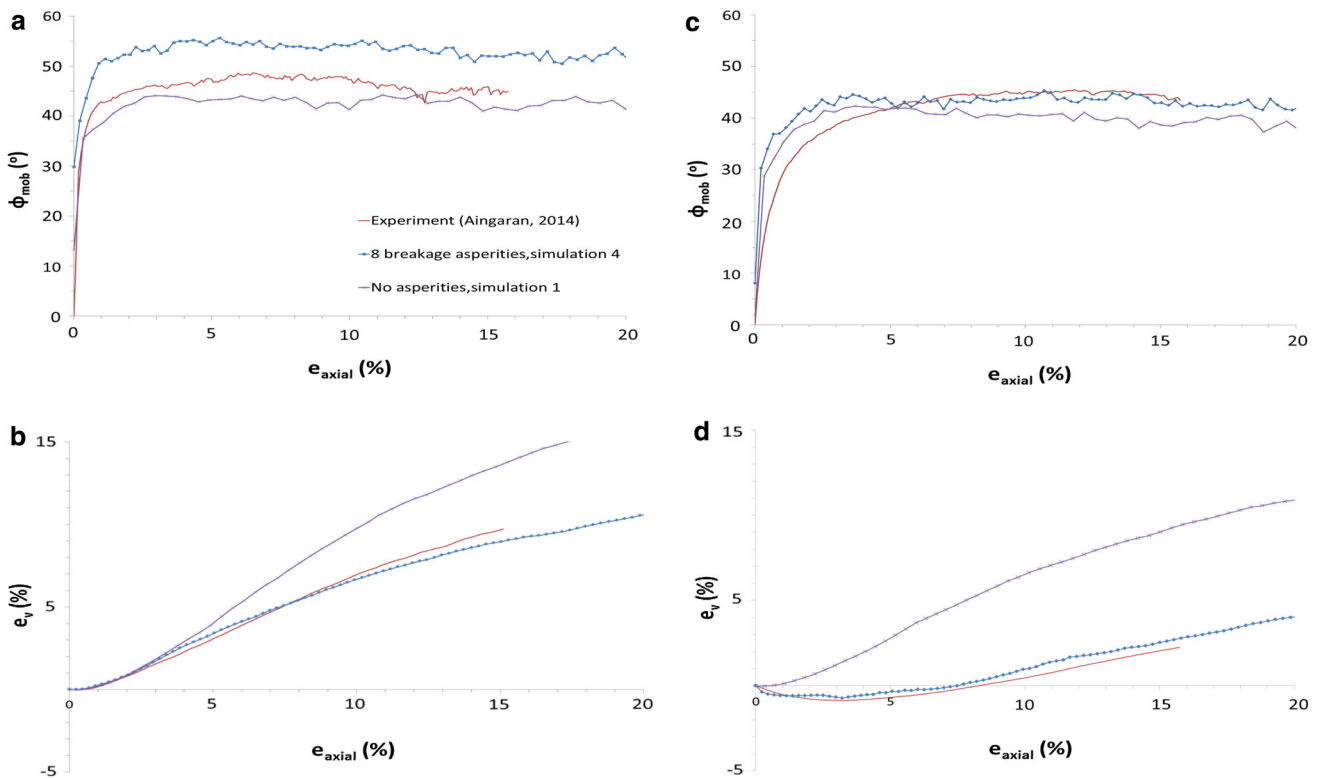 a
60
50
40
30
20
10
0
ϕmob (º)
Experiment (Aingaran, 2014)
8 breakage asperities,simulation 4
No asperities,simulation 1
0
5
10
15
20
eaxial (%)
c
60
50
40
30
20
10
0
ϕmob (º)
0
5
10
15
20
eaxial (%)
b
15
5
-5
ev (%)
0
5
10
15
20
eaxial (%)
d
15
5
-5
ev (%)
0
5
10
15
20
eaxial (%)